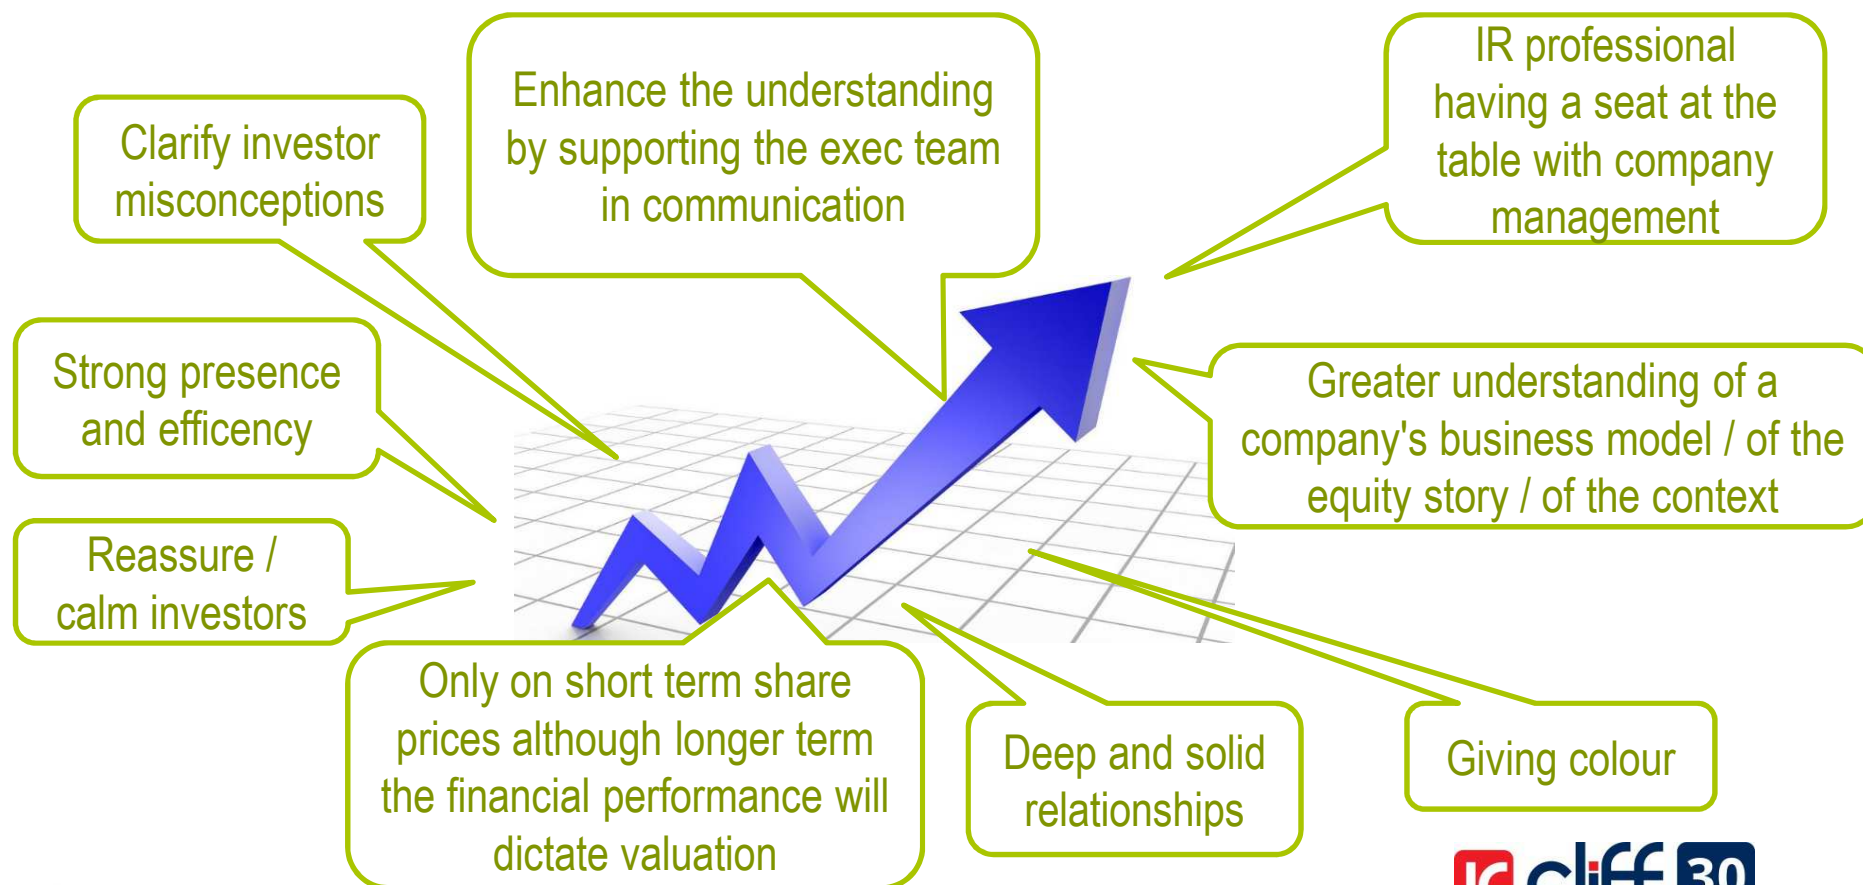 Clarify investor
misconceptions
Enhance the understanding
by supporting the exec team
in communication
IR professional
having a seat at the
table with company
management
Strong presence
and efficency
Greater understanding of a
company's business model / of the
equity story / of the context
Reassure /
calm investors
Only on short term share
prices although longer term
the financial performance will
dictate valuation
Deep and solid
relationships
Giving colour
cliff 30